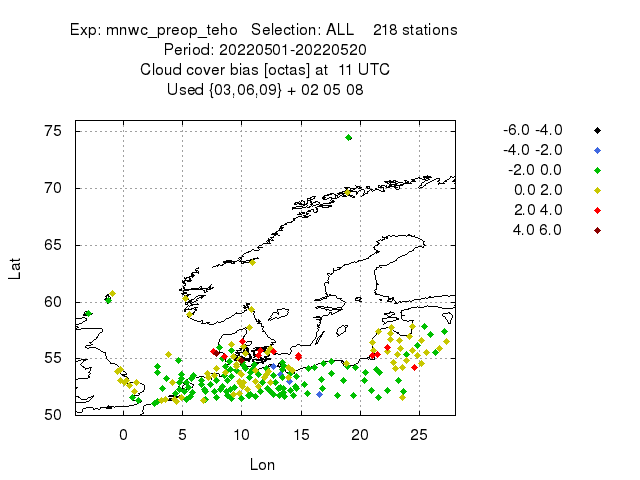 Exp: mnwc_preop_teho   Selection: ALL    218 stations
Period: 20220501-20220520
Cloud cover bias [octas] at  11 UTC
Used {03,06,09} + 02 05 08
-6.0 -4.0
-4.0 -2.0
-2.0 0.0
0.0 2.0
2.0 4.0
4.0 6.0
75
70
65
60
55
50
Lat
0 5 10 15 20 25
Lon